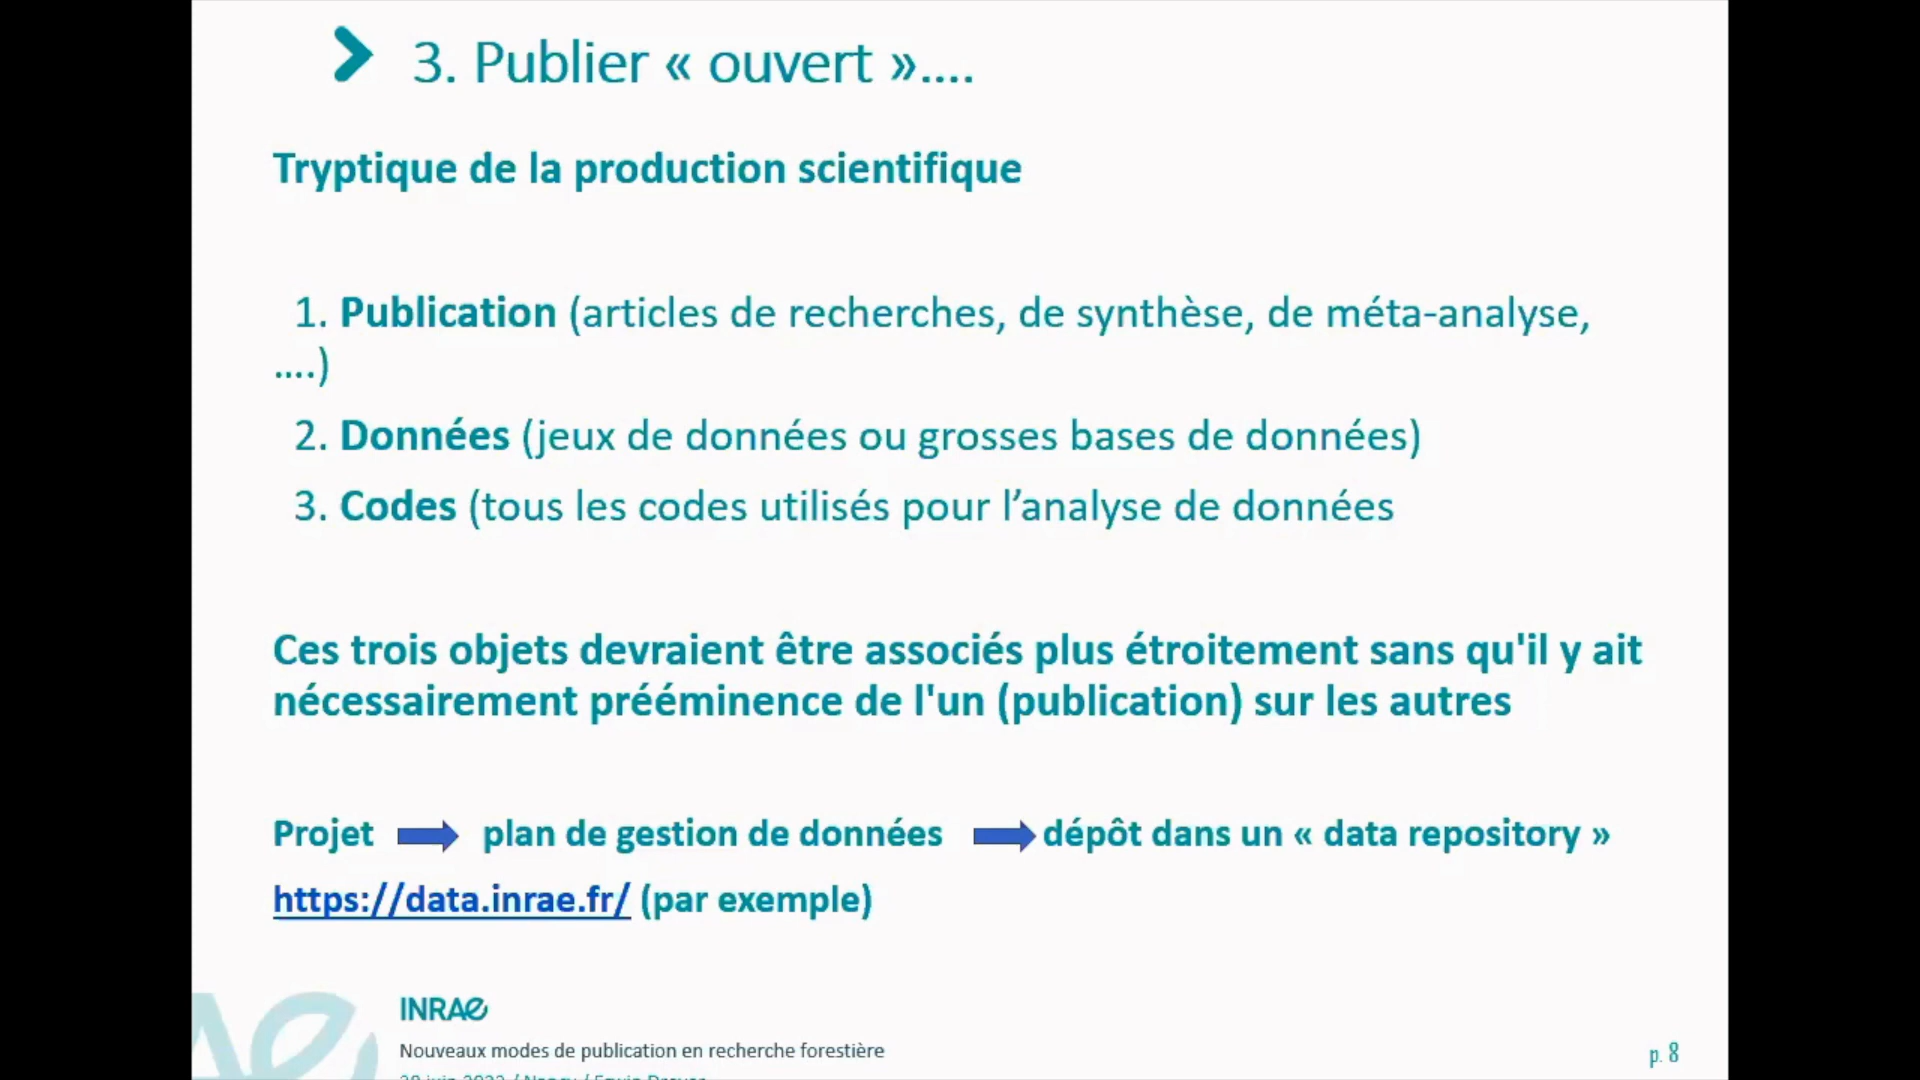 3. Publier « ouvert »....
Tryptique de la production scientifique
1. Publication (articles de recherches, de synthèse, de méta-analyse,
....)
2. Données (jeux de données ou grosses bases de données)
3. Codes (tous les codes utilisés pour l’analyse de données
Ces trois objets devraient être associés plus étroitement sans qu'il y ait
nécessairement prééminence de l'un (publication) sur les autres
Projet plan de gestion de données dépôt dans un « data repository »
https://data.inrae.fr/ (par exemple)
INRAE
Nouveaux modes de publication en recherche forestière
p. 8